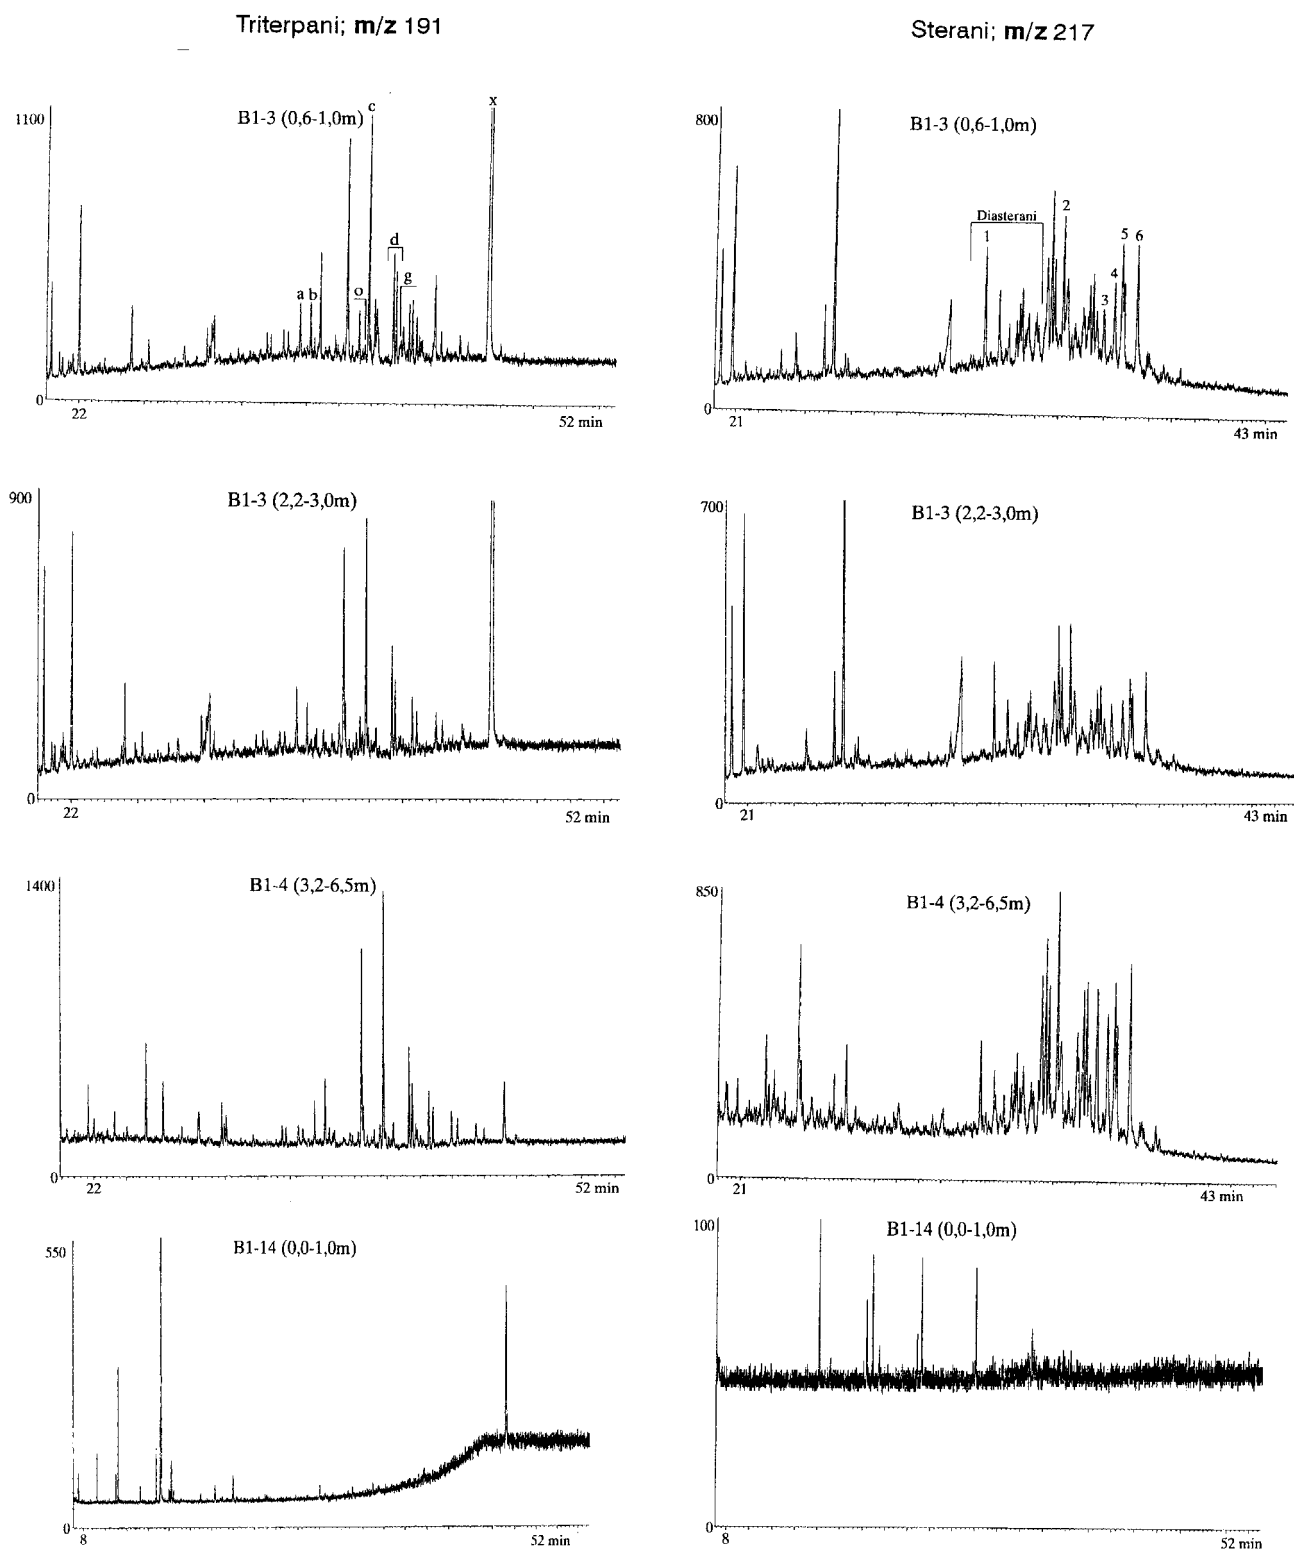 Triterpani; m/z 191
Sterani; m/z 217
1100
B1-3 (0,6-1,0m)
c
x
d
g
a b
o
0
22
52 min
800
B1-3 (0,6-1,0m)
Diasterani
1
2
5 6
4
3
0
21
43 min
900
B1-3 (2,2-3,0m)
0
22
52 min
700
B1-3 (2,2-3,0m)
0
21
43 min
1400
B1-4 (3,2-6,5m)
0
22
52 min
850
B1-4 (3,2-6,5m)
0
21
43 min
550
B1-14 (0,0-1,0m)
0
8
52 min
100
B1-14 (0,0-1,0m)
0
8
52 min